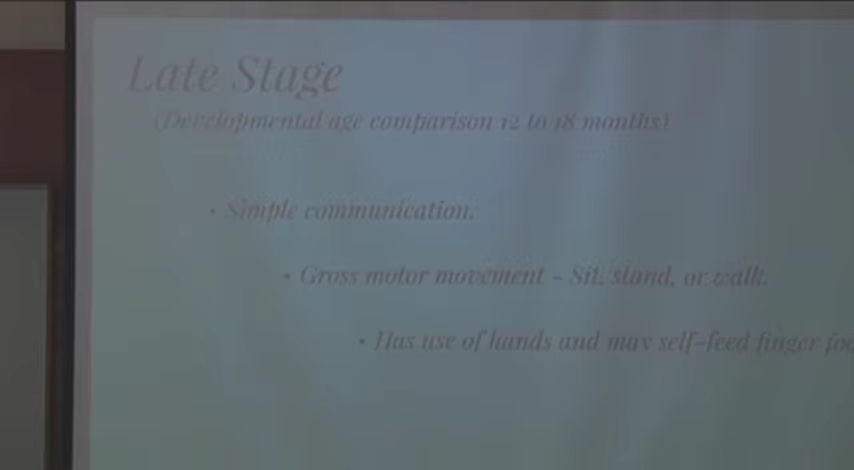 Late Stage
(Developmental age comparison 12 to 18 months)
• Simple communication.
• Gross motor movement – Sit, stand, or walk.
• Has use of hands and may self-feed finger